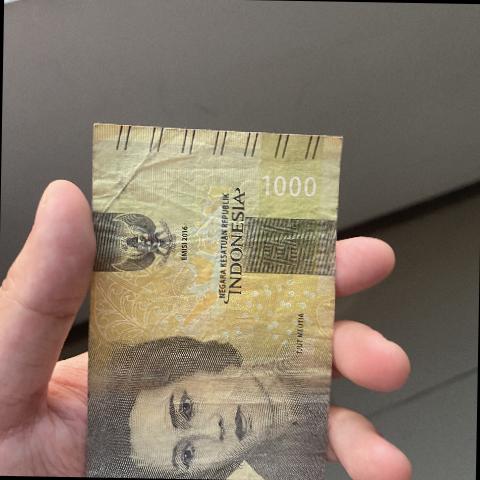 1000
EMISI 2016
NEGARA KESATUAN REPUBLIK
INDONESIA
TJUT MEUTIA